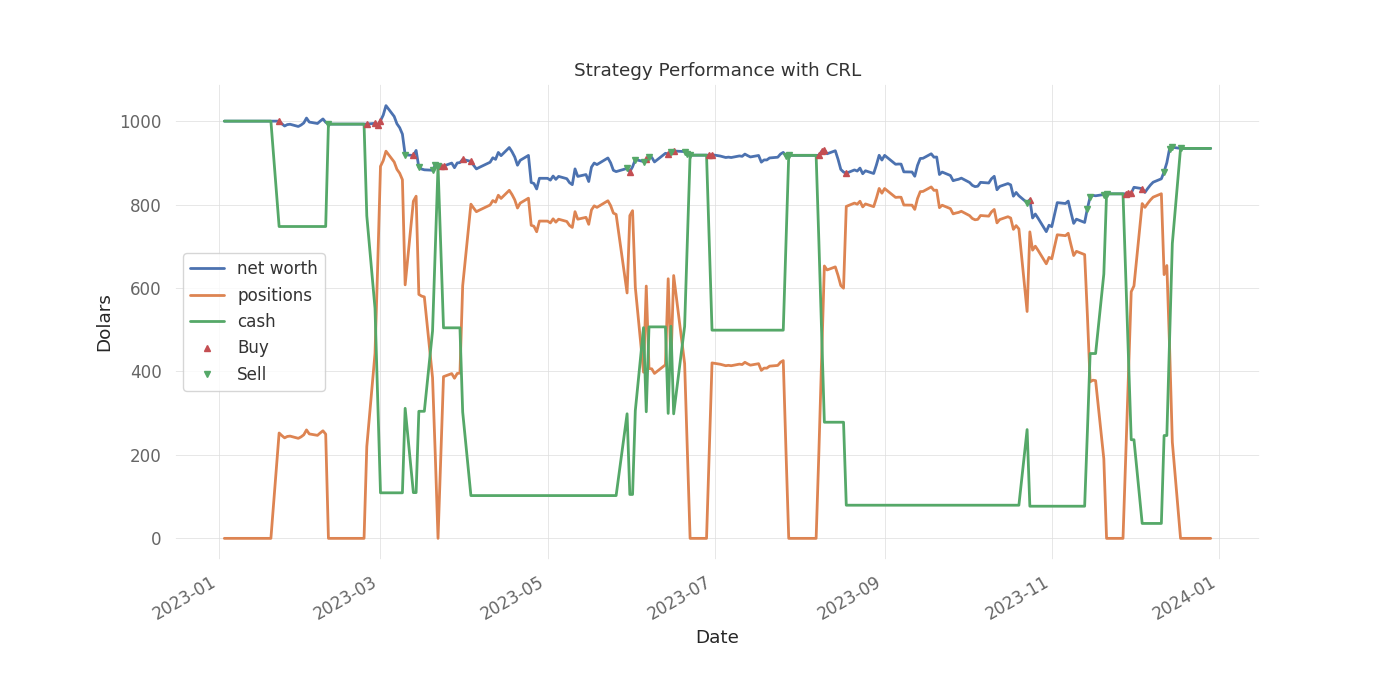 Strategy Performance with CRL
1000
800
600
400
200
0
Dolars
net worth
positions
cash
Buy
Sell
2023-01
2023-03
2023-05
2023-07
2023-09
2023-11
2024-01
Date